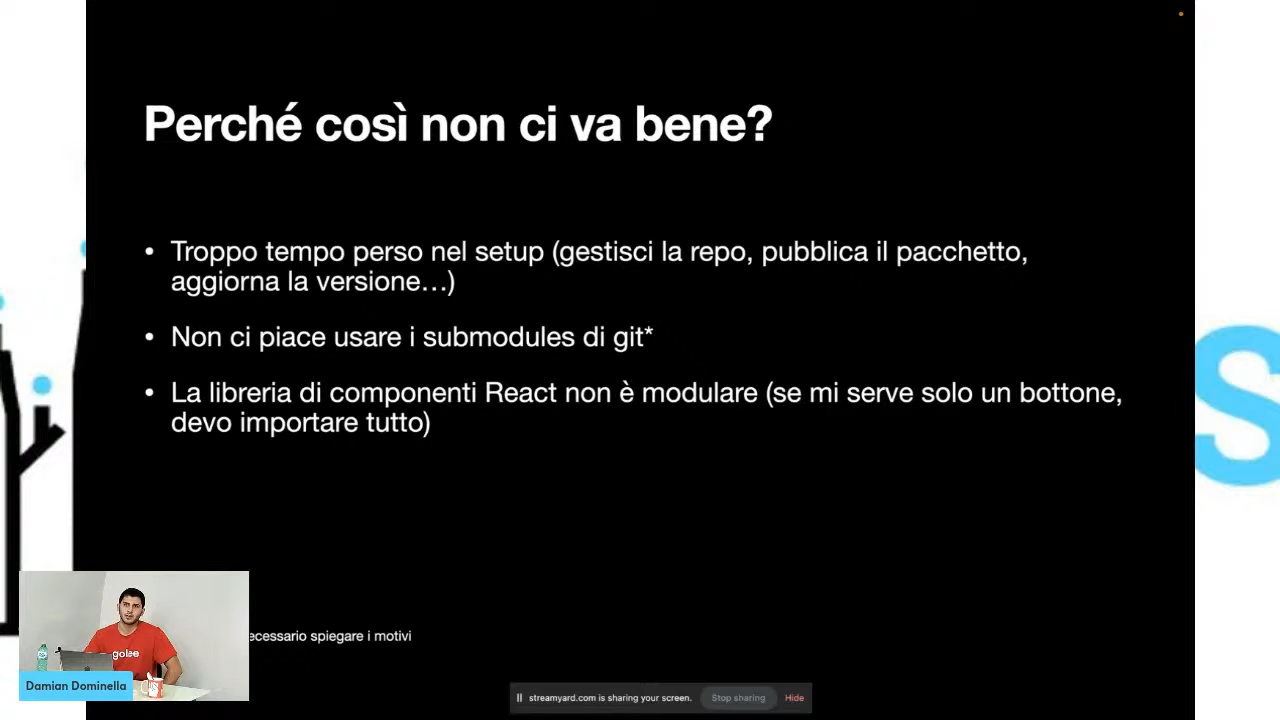 Perché così non ci va bene?
• Troppo tempo perso nel setup (gestisci la repo, pubblica il pacchetto,
aggiorna la versione…)
• Non ci piace usare i submodules di git*
• La libreria di componenti React non è modulare (se mi serve solo un bottone,
devo importare tutto)
spiegare i motivi
golee
Damian Dominella
streamyard.com is sharing your screen. Stop sharing Hide
S